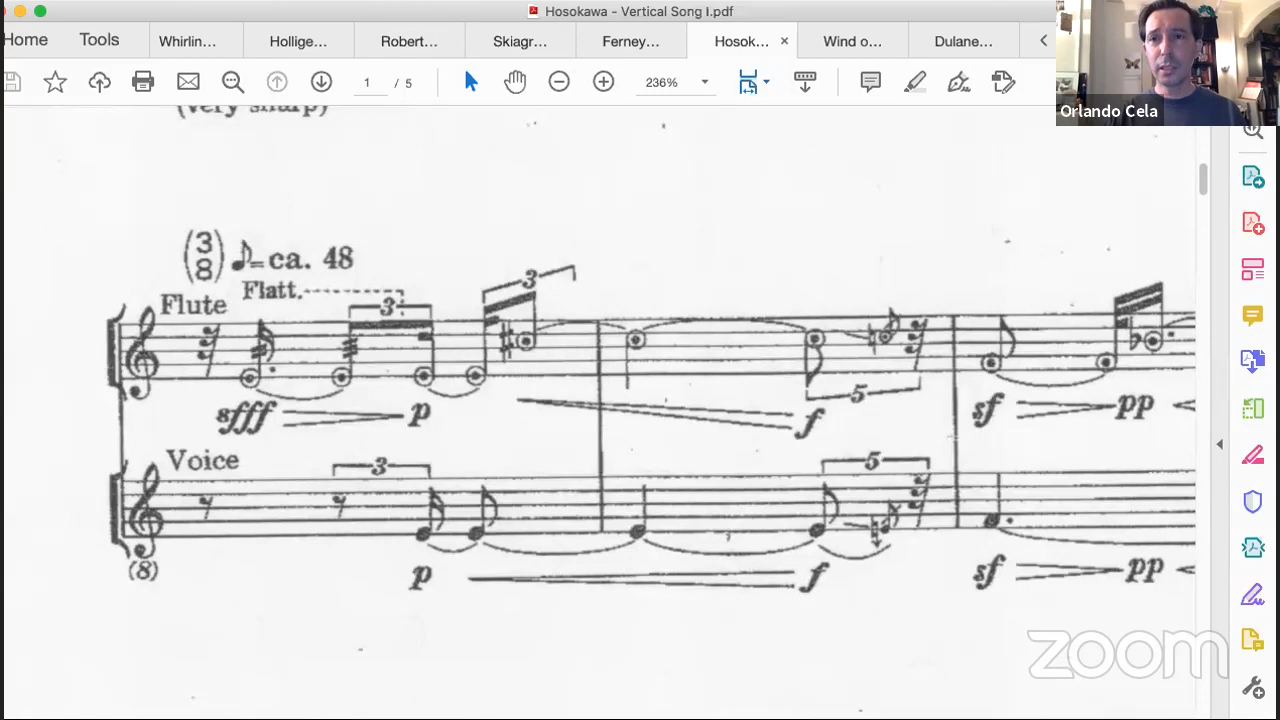 Hosokawa - Vertical Song I.pdf
Home Tools Whirlin... Hollige... Robert... Skiagr... Ferney... Hosok... × Wind o... Dulane...
1 / 5 236%
Orlando Cela
(very sharp)
(3/8) ♪= ca. 48
Flute Flatt.
3 3
5
sfff p f sf pp
Voice
3 5
(8)
p f sf pp
zoom